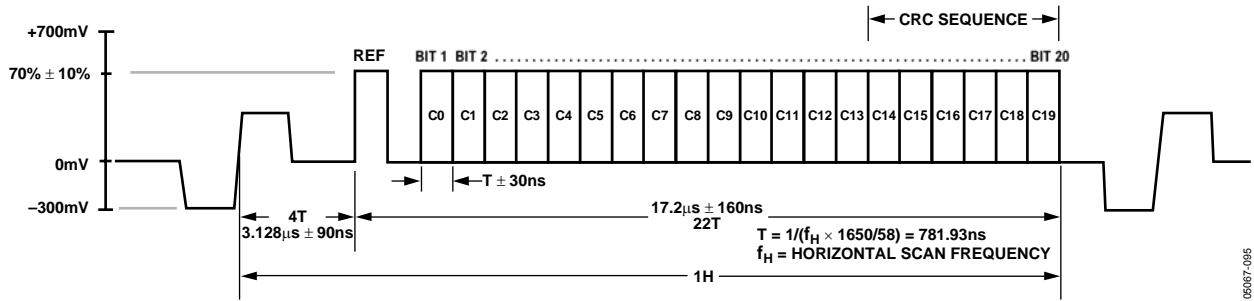 CRC SEQUENCE
+700mV
REF
BIT 1 BIT 2 ........................................................................ BIT 20
70% ± 10%
C0 C1 C2 C3 C4 C5 C6 C7 C8 C9 C10 C11 C12 C13 C14 C15 C16 C17 C18 C19
0mV
T ± 30ns
–300mV
4T
3.128µs ± 90ns
17.2µs ± 160ns
22T
T = 1/(fH × 1650/58) = 781.93ns
fH = HORIZONTAL SCAN FREQUENCY
1H
05067-095